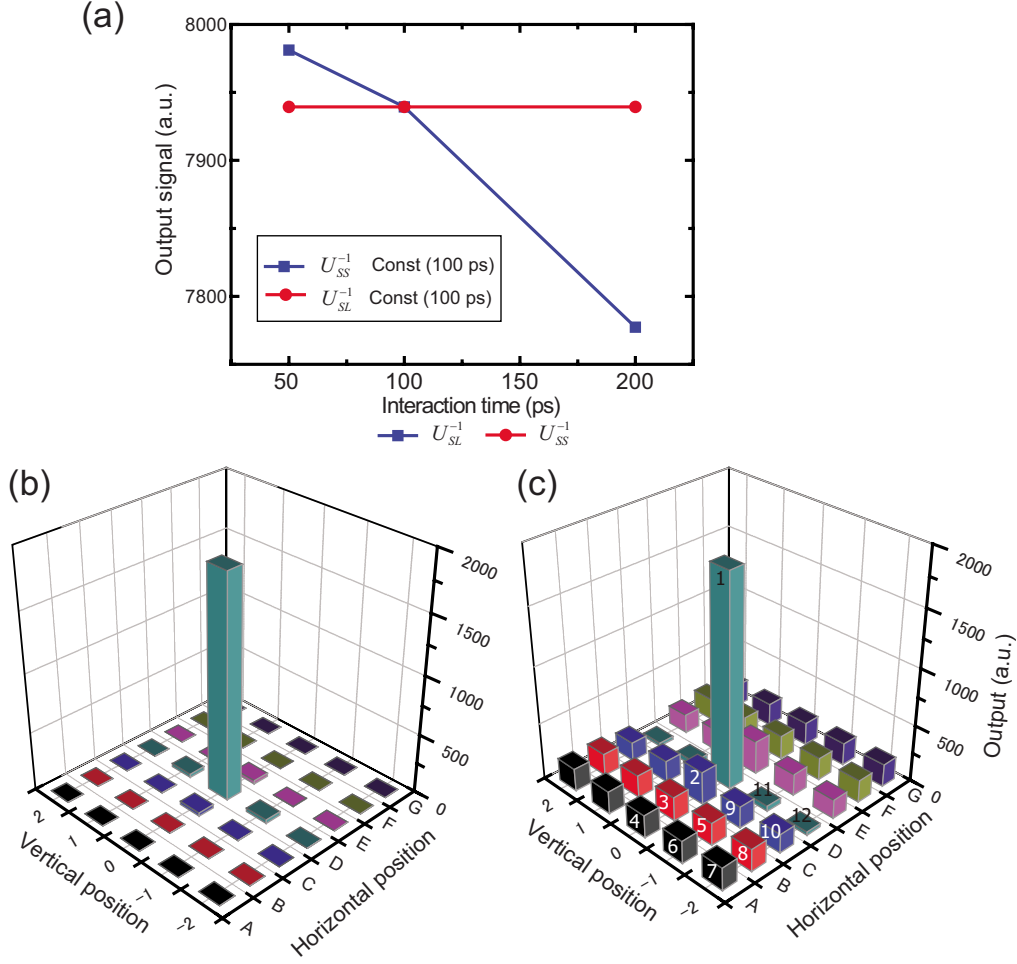 (a)
8000
7900
7800
Output signal (a.u.)
U_{SS}^{-1} Const (100 ps)
U_{SL}^{-1} Const (100 ps)
50 100 150 200
Interaction time (ps)
U_{SL}^{-1} U_{SS}^{-1}
(b)
2000
1500
1000
500
0
2 1 0 -1 -2
Vertical position
A B C D E F G
Horizontal position
(c)
2000
1500
1000
500
0
Output (a.u.)
1
2
3
4
5
6
7
8
9
10
11
12
2 1 0 -1 -2
Vertical position
A B C D E F G
Horizontal position